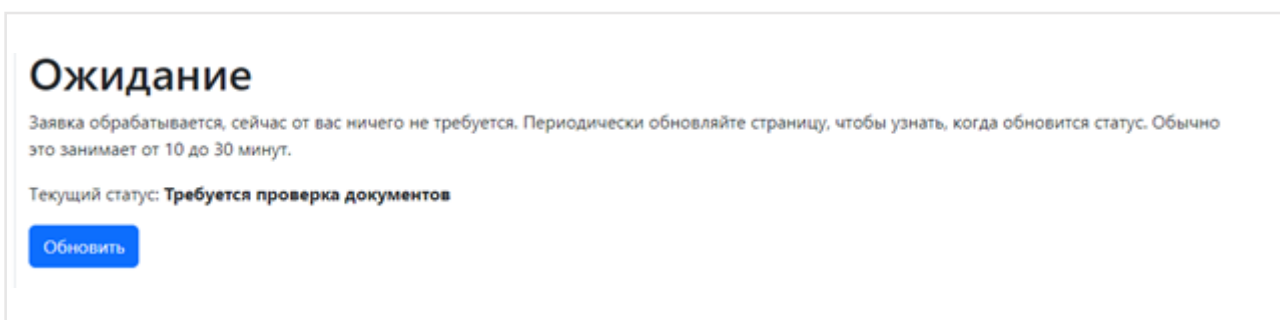 Ожидание
Заявка обрабатывается, сейчас от вас ничего не требуется. Периодически обновляйте страницу, чтобы узнать, когда обновится статус. Обычно
это занимает от 10 до 30 минут.
Текущий статус: Требуется проверка документов
Обновить